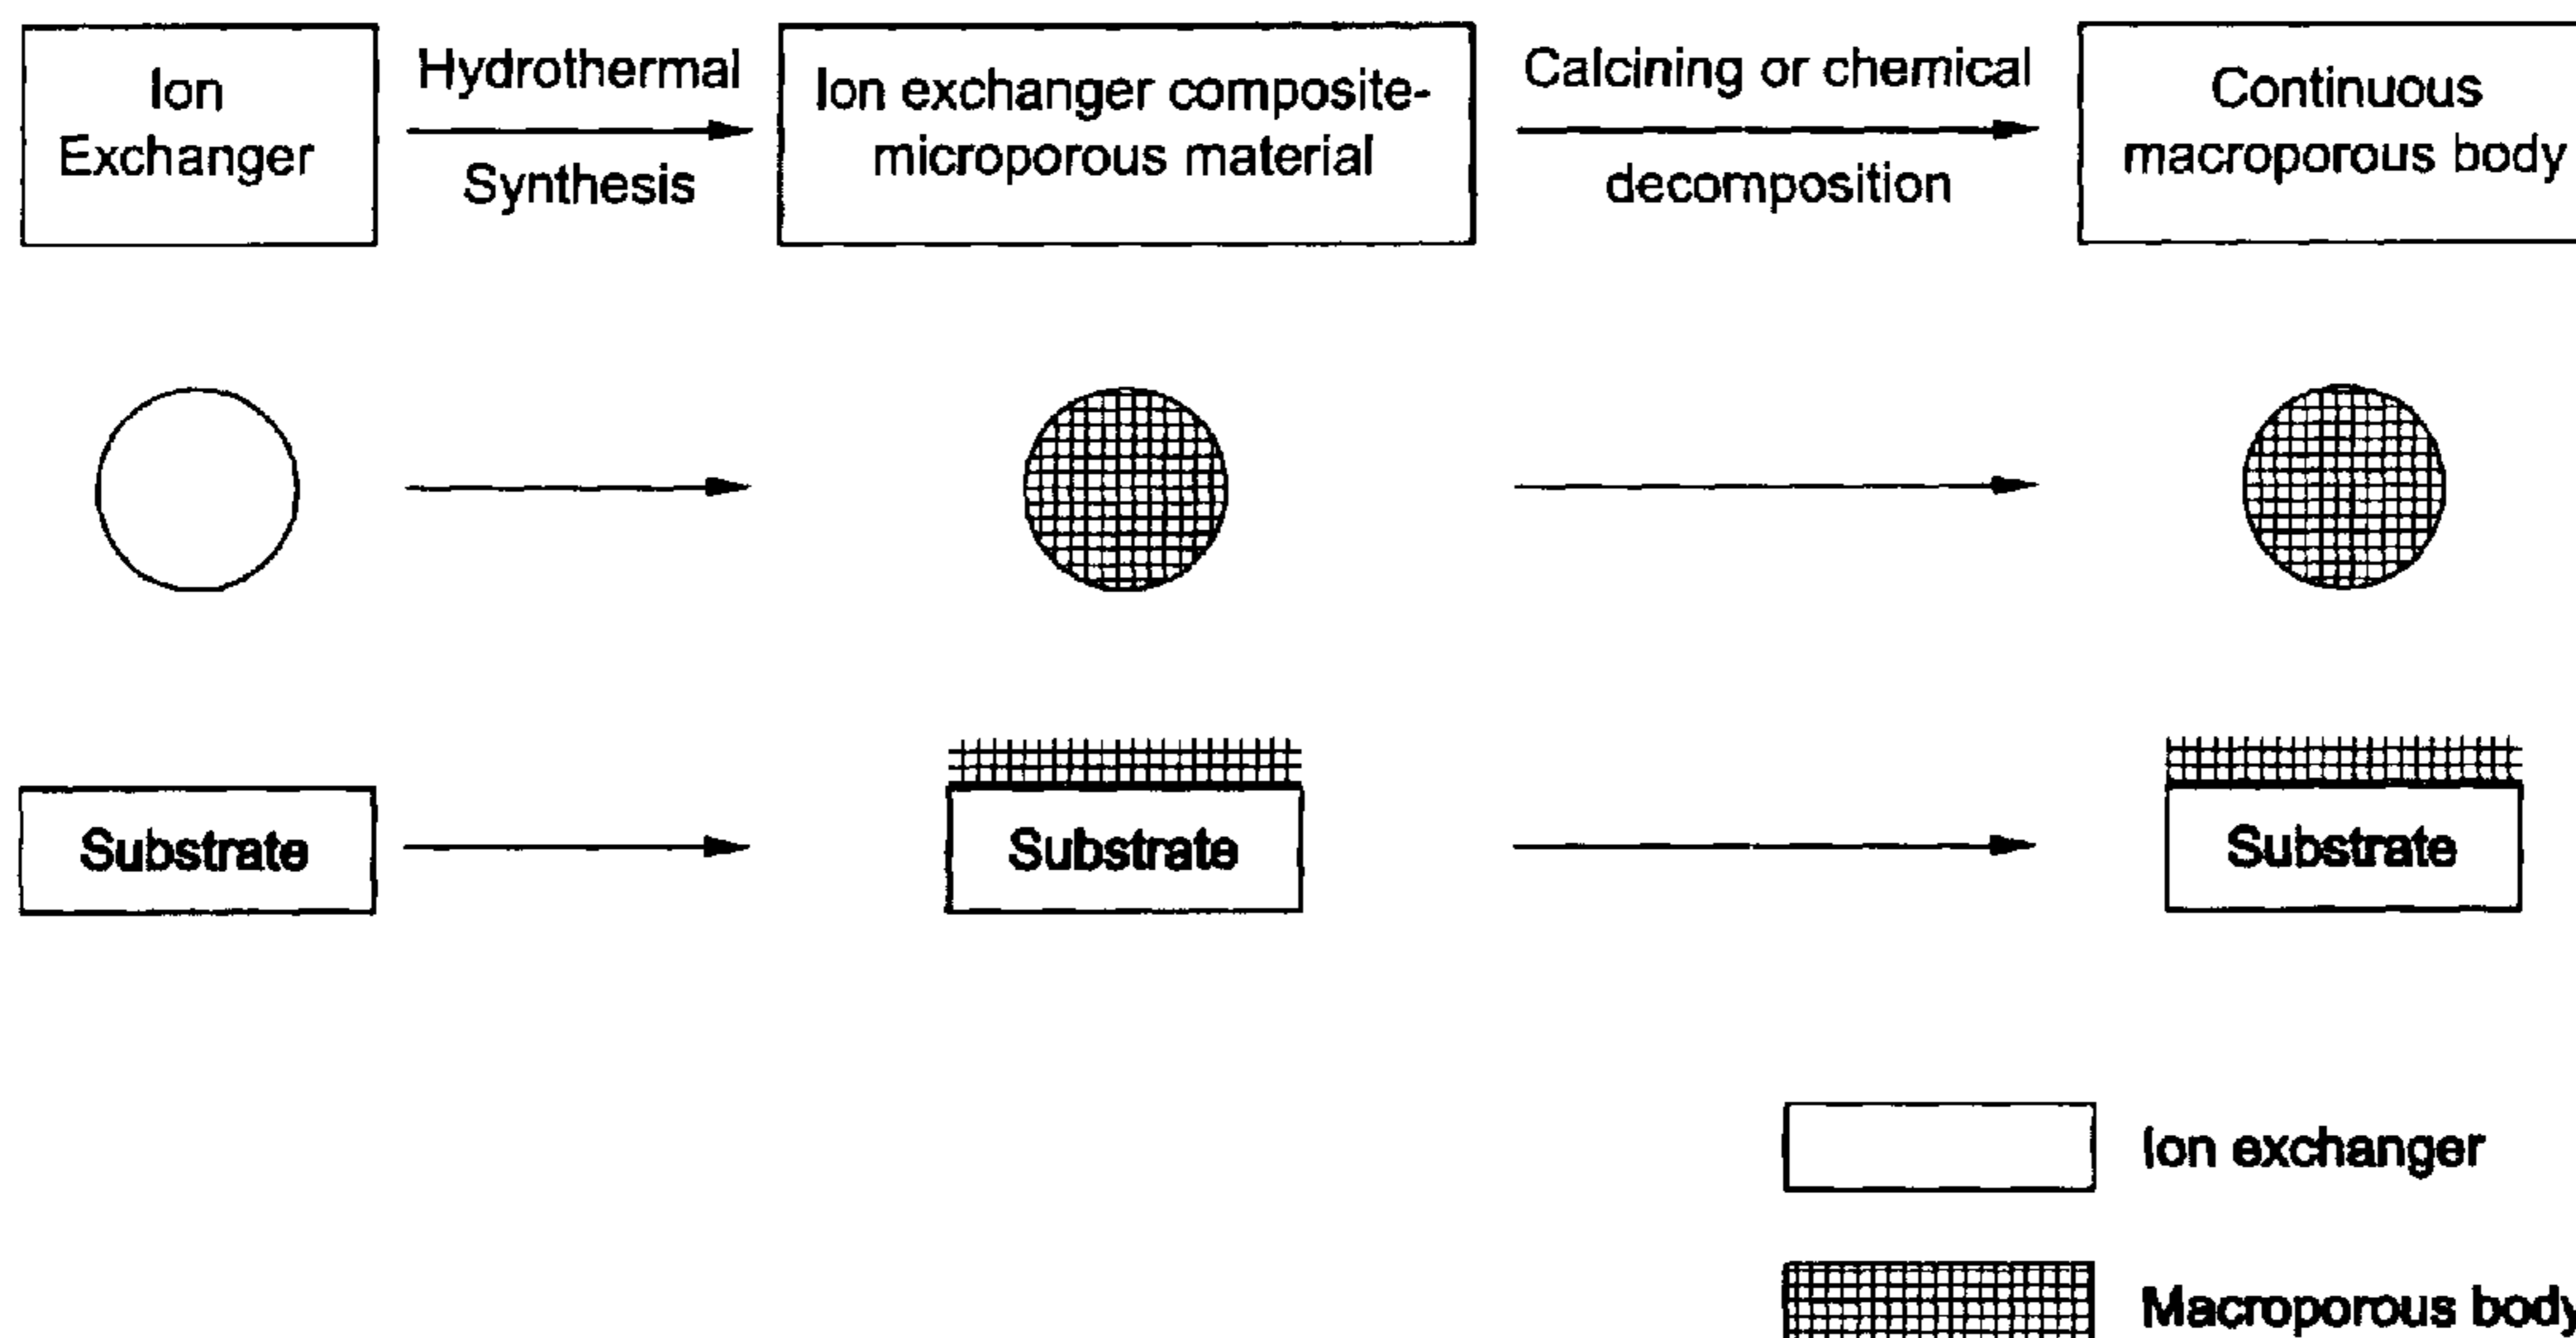 Ion
Exchanger
Hydrothermal
Synthesis
Ion exchanger composite-
microporous material
Calcining or chemical
decomposition
Continuous
macroporous body
Substrate
Substrate
Substrate
Ion exchanger
Macroporous body